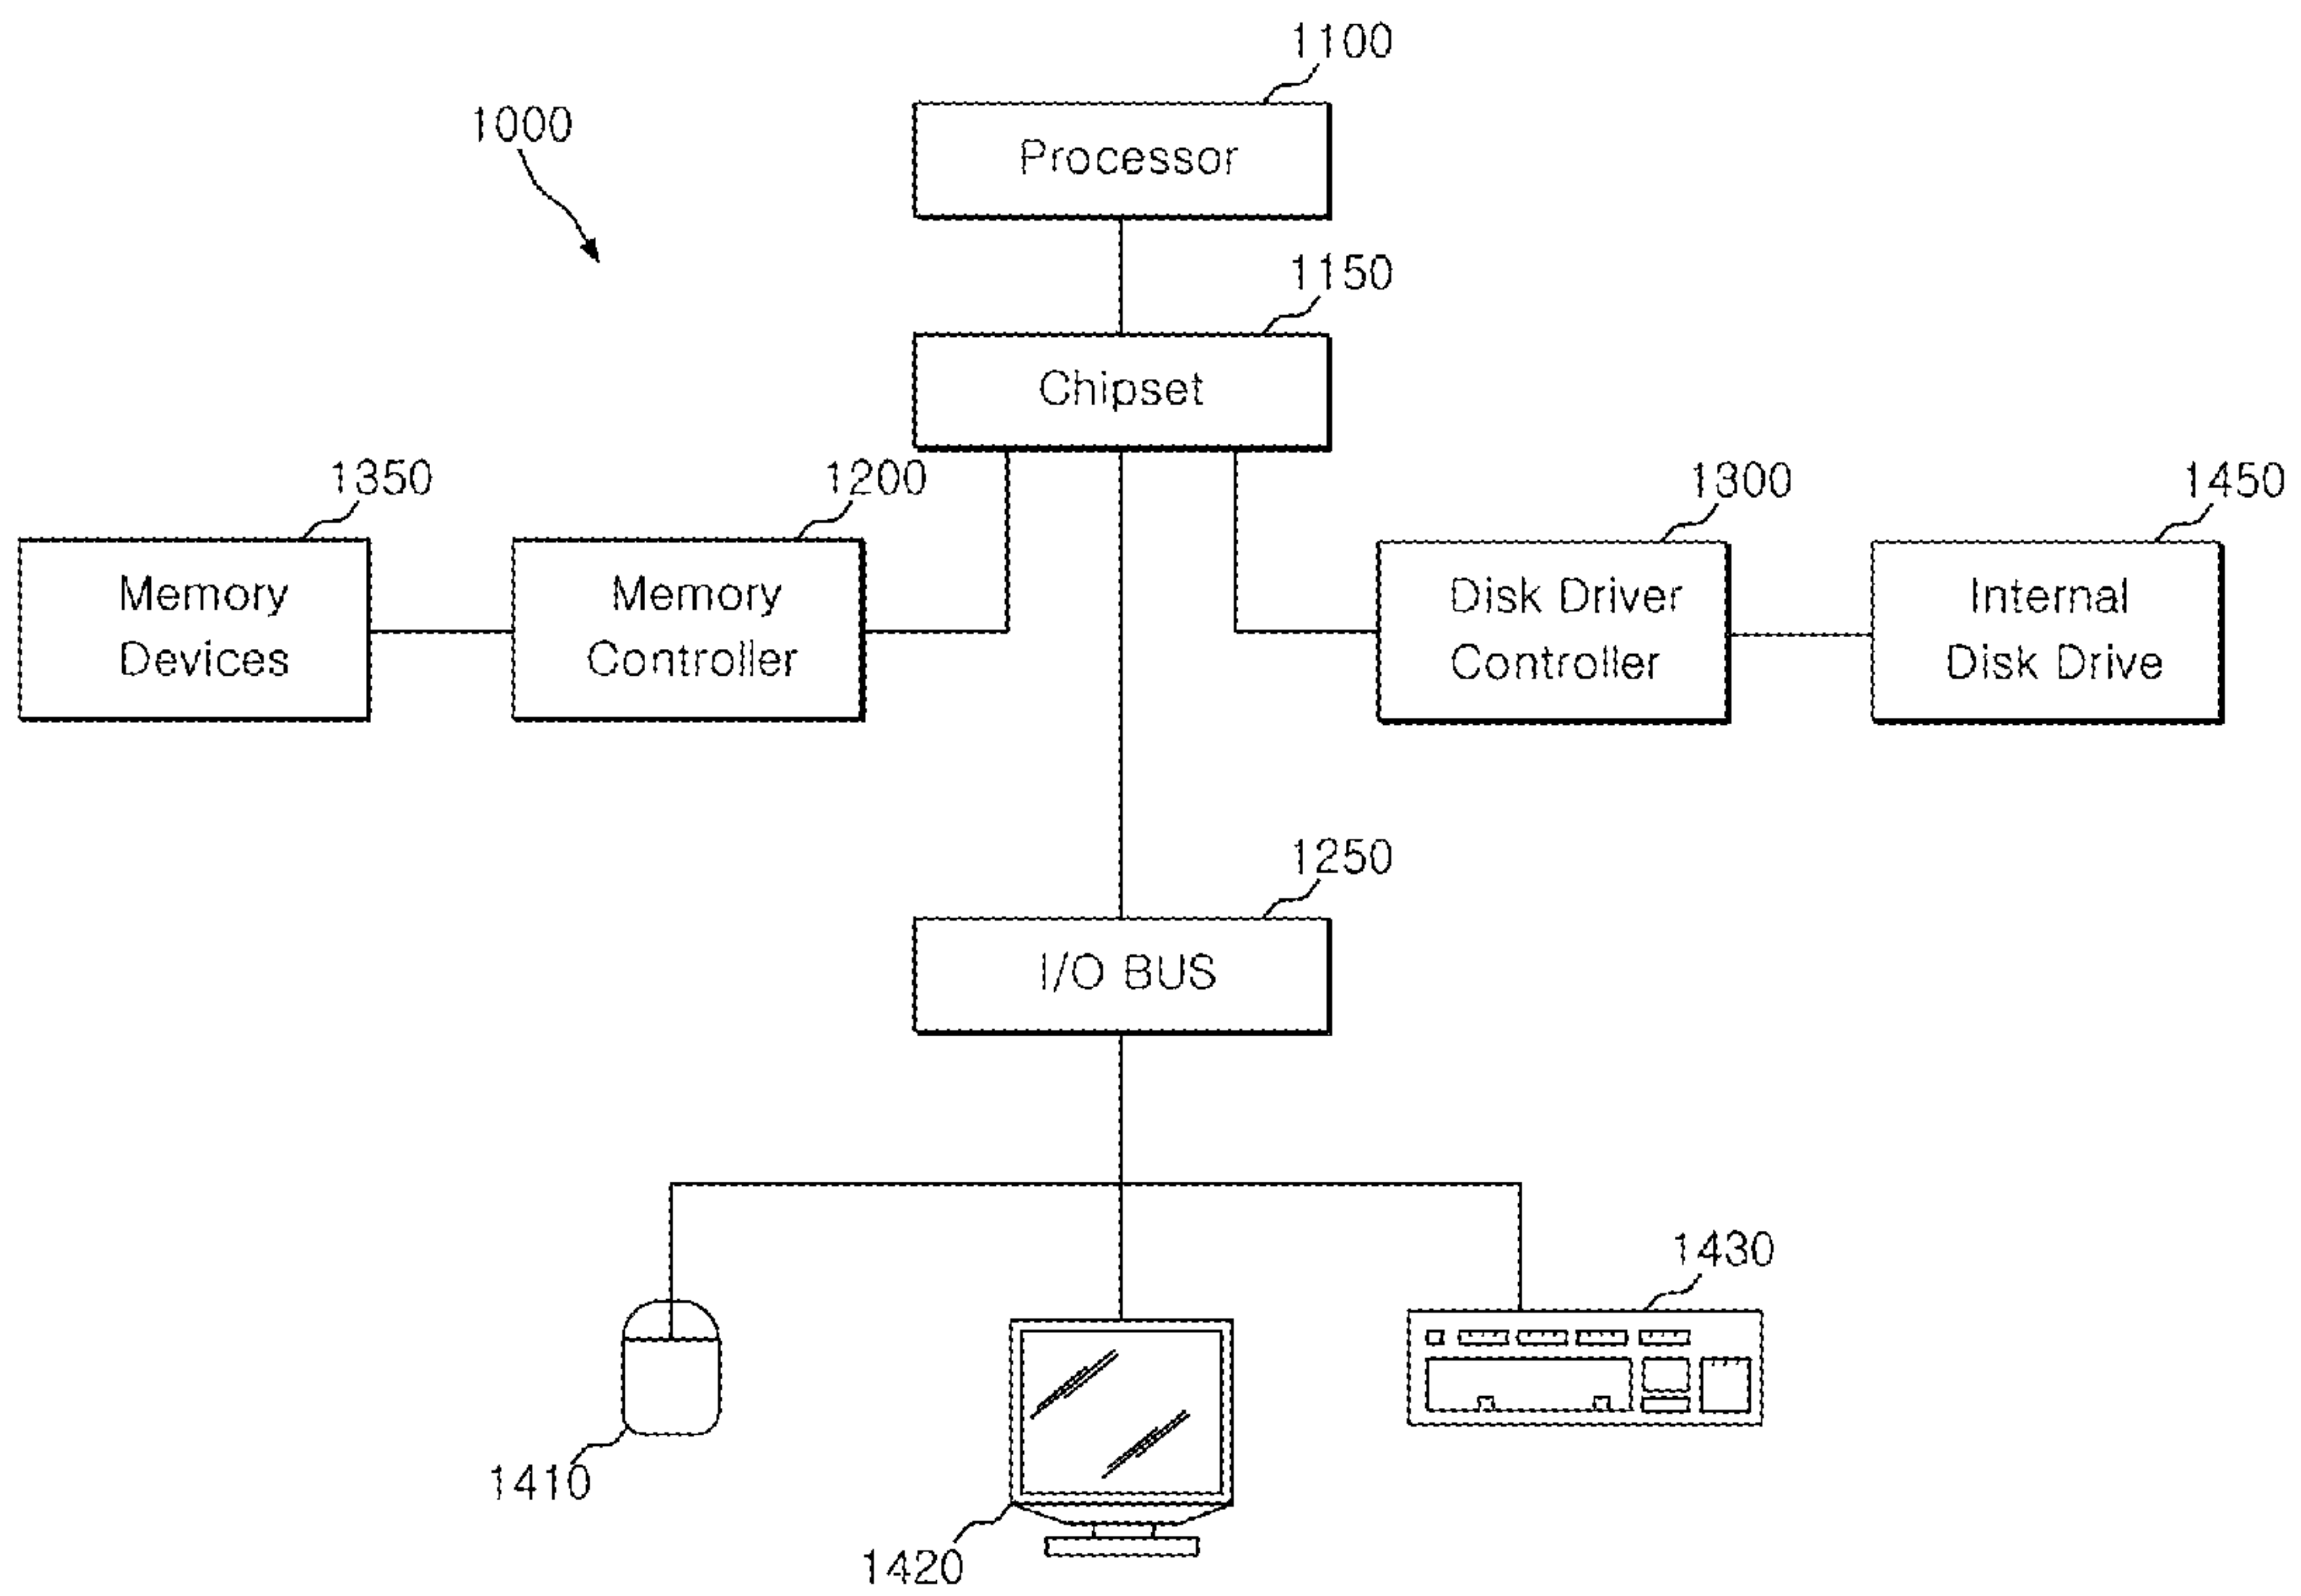 1100
1000
Processor
1150
Chipset
1350
1200
1300
1450
Memory
Devices
Memory
Controller
Disk Driver
Controller
Internal
Disk Drive
1250
I/O BUS
1430
1410
1420